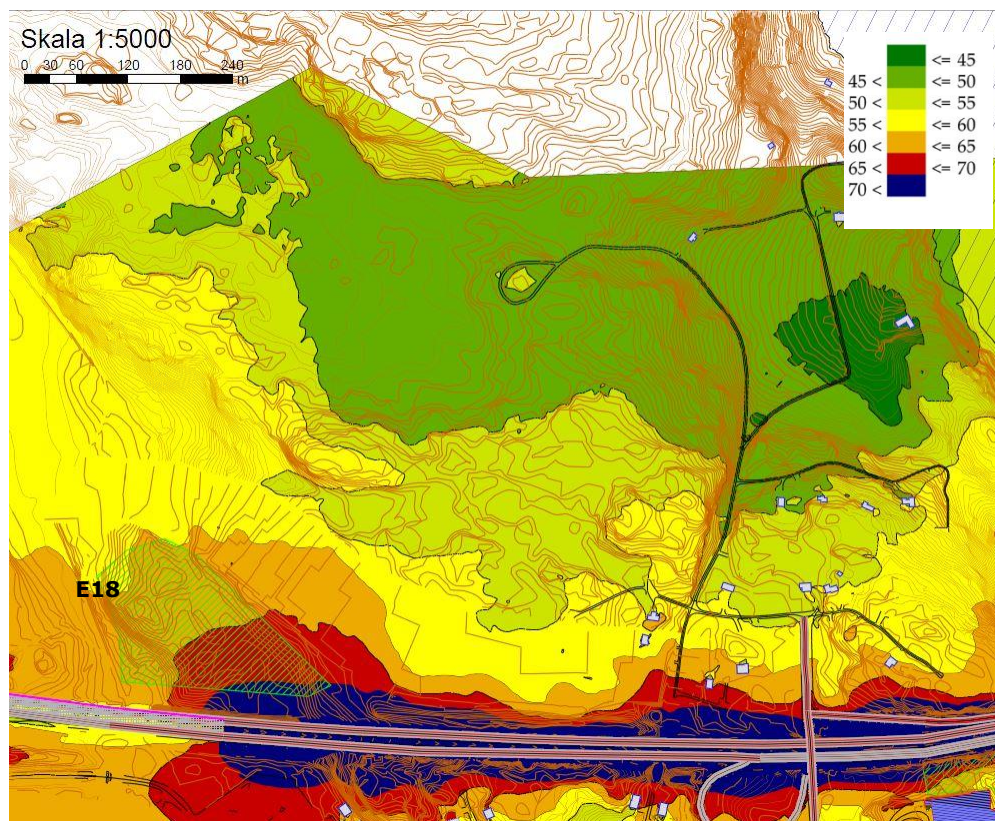 Skala 1:5000
0 30 60 120 180 240
m
<= 45
45 < <= 50
50 < <= 55
55 < <= 60
60 < <= 65
65 < <= 70
70 <
E18